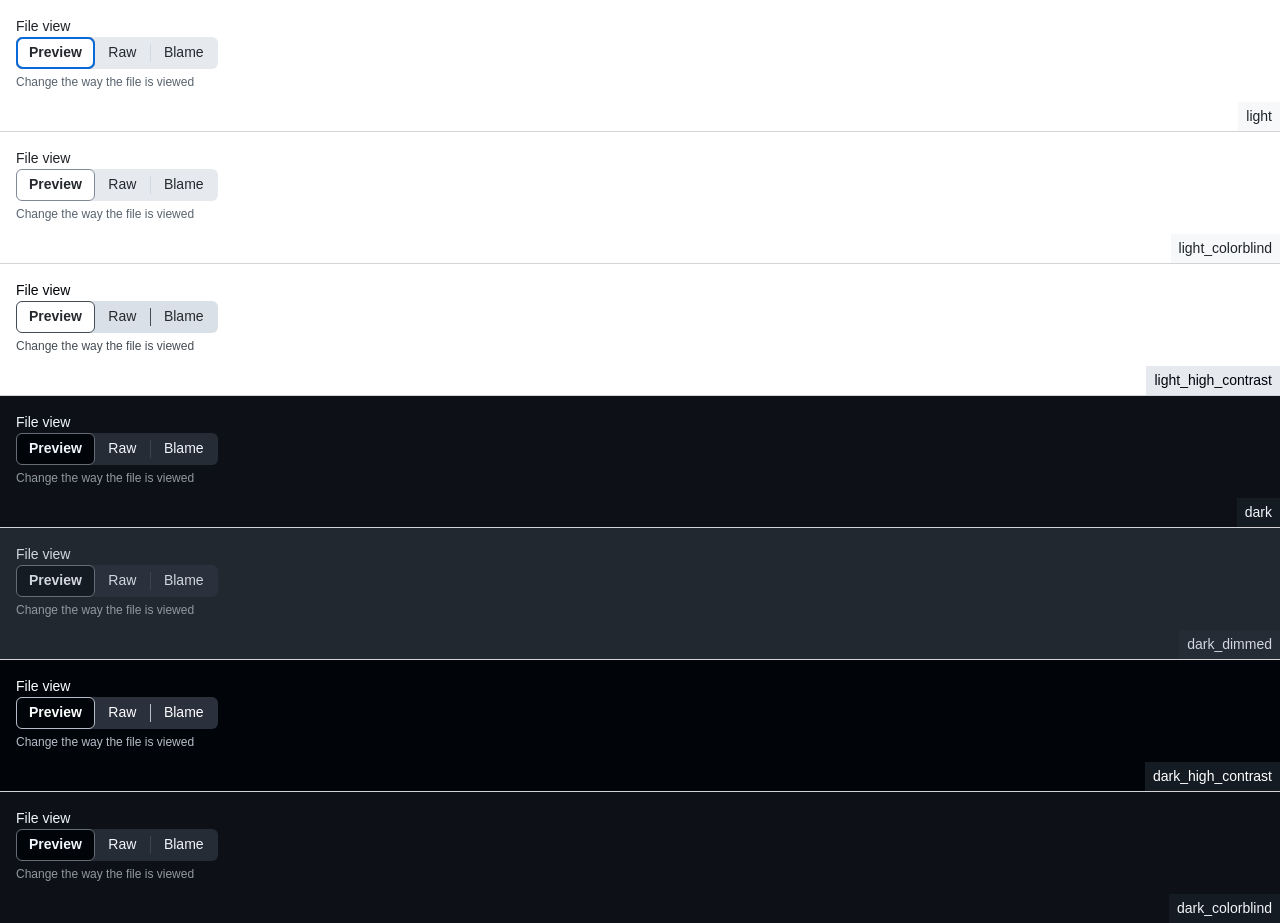 File view
Preview Raw Blame
Change the way the file is viewed
light
File view
Preview Raw Blame
Change the way the file is viewed
light_colorblind
File view
Preview Raw Blame
Change the way the file is viewed
light_high_contrast
File view
Preview Raw Blame
Change the way the file is viewed
dark
File view
Preview Raw Blame
Change the way the file is viewed
dark_dimmed
File view
Preview Raw Blame
Change the way the file is viewed
dark_high_contrast
File view
Preview Raw Blame
Change the way the file is viewed
dark_colorblind